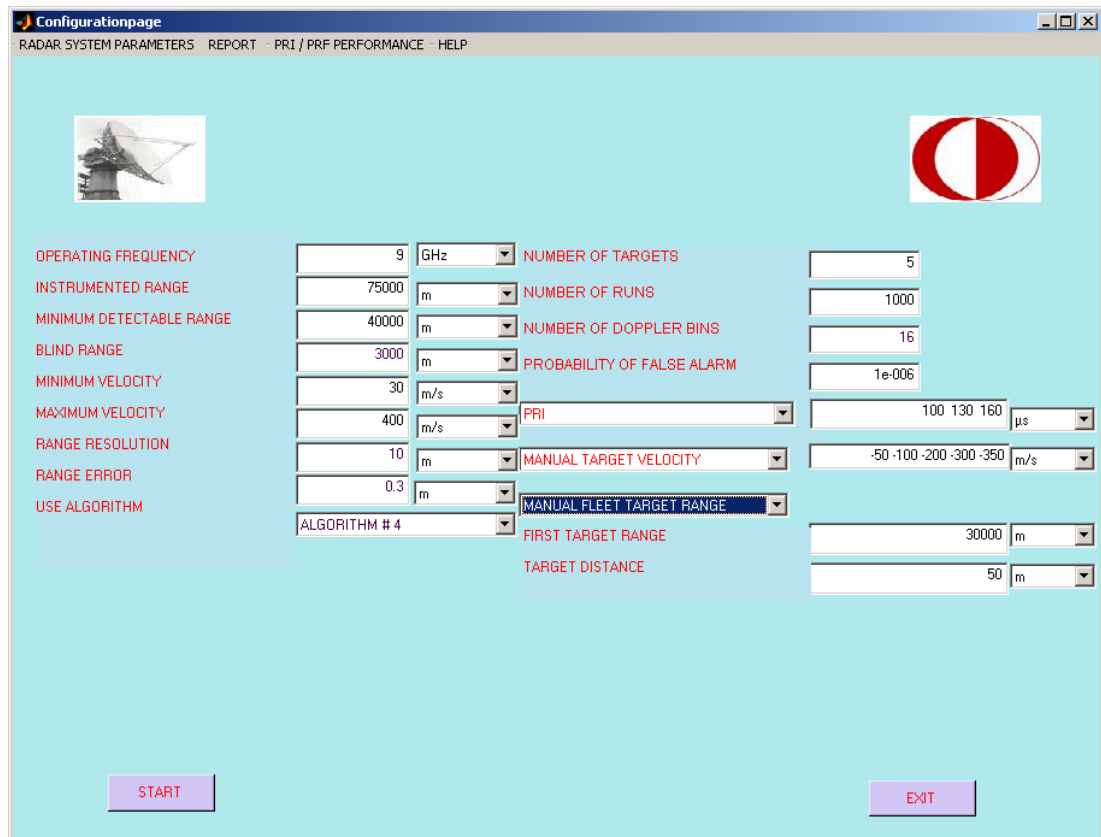 Configurationpage
RADAR SYSTEM PARAMETERS REPORT PRI / PRF PERFORMANCE HELP
OPERATING FREQUENCY 9 GHz
INSTRUMENTED RANGE 75000 m
MINIMUM DETECTABLE RANGE 40000 m
BLIND RANGE 3000 m
MINIMUM VELOCITY 30 m/s
MAXIMUM VELOCITY 400 m/s
RANGE RESOLUTION 10 m
RANGE ERROR 0.3 m
USE ALGORITHM ALGORITHM # 4
NUMBER OF TARGETS 5
NUMBER OF RUNS 1000
NUMBER OF DOPPLER BINS 16
PROBABILITY OF FALSE ALARM 1e-006
PRI 100 130 160 µs
MANUAL TARGET VELOCITY -50 -100 -200 -300 -350 m/s
MANUAL FLEET TARGET RANGE
FIRST TARGET RANGE 30000 m
TARGET DISTANCE 50 m
START
EXIT